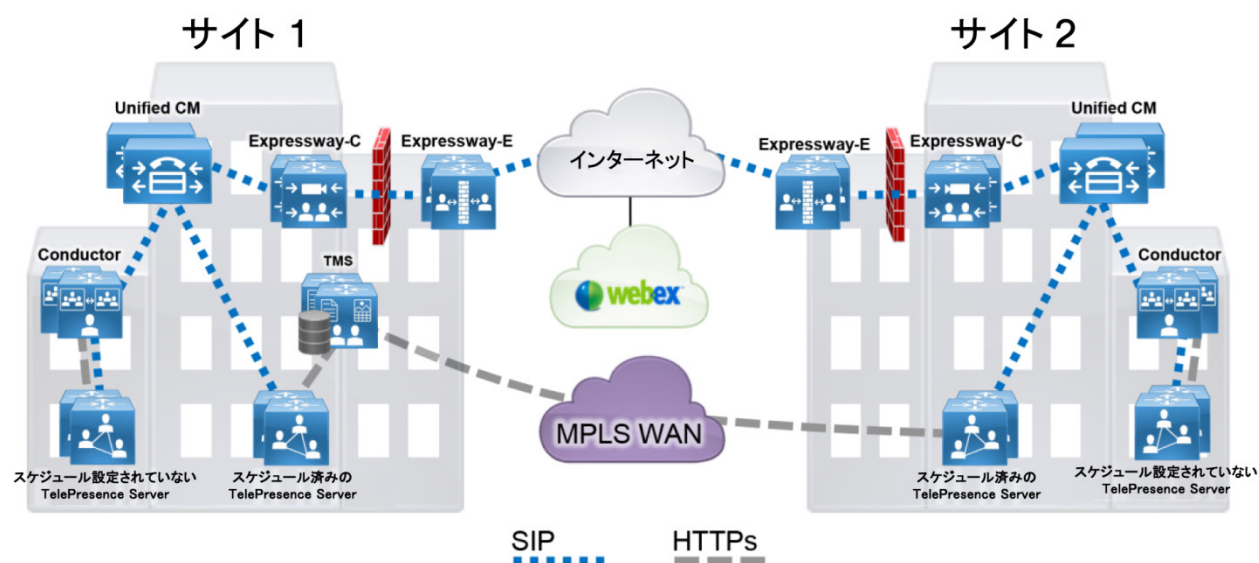 サイト 1
サイト 2
Unified CM
Expressway-C
Expressway-E
インターネット
Expressway-E
Expressway-C
Unified CM
Conductor
TMS
webex
Conductor
MPLS WAN
スケジュール設定されていない
TelePresence Server
スケジュール済みの
TelePresence Server
スケジュール済みの
TelePresence Server
スケジュール設定されていない
TelePresence Server
SIP
HTTPs